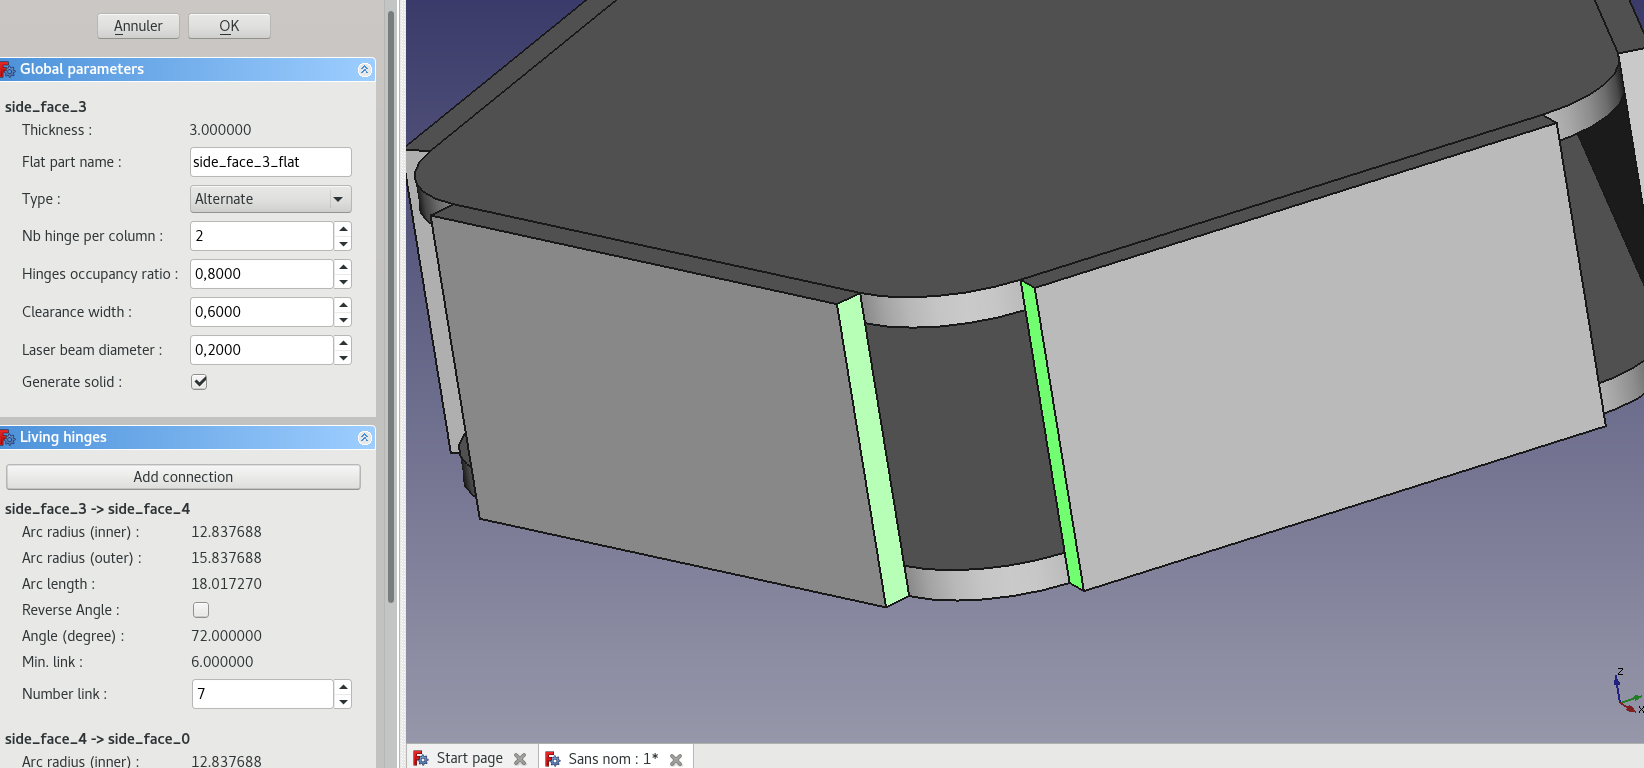 Annuler OK
Global parameters
side_face_3
Thickness : 3.000000
Flat part name : side_face_3_flat
Type : Alternate
Nb hinge per column : 2
Hinges occupancy ratio : 0,8000
Clearance width : 0,6000
Laser beam diameter : 0,2000
Generate solid :
Living hinges
Add connection
side_face_3 -> side_face_4
Arc radius (inner) : 12.837688
Arc radius (outer) : 15.837688
Arc length : 18.017270
Reverse Angle :
Angle (degree) : 72.000000
Min. link : 6.000000
Number link : 7
side_face_4 -> side_face_0
Arc radius (inner) : 12.837688
z
x
Start page
Sans nom : 1*